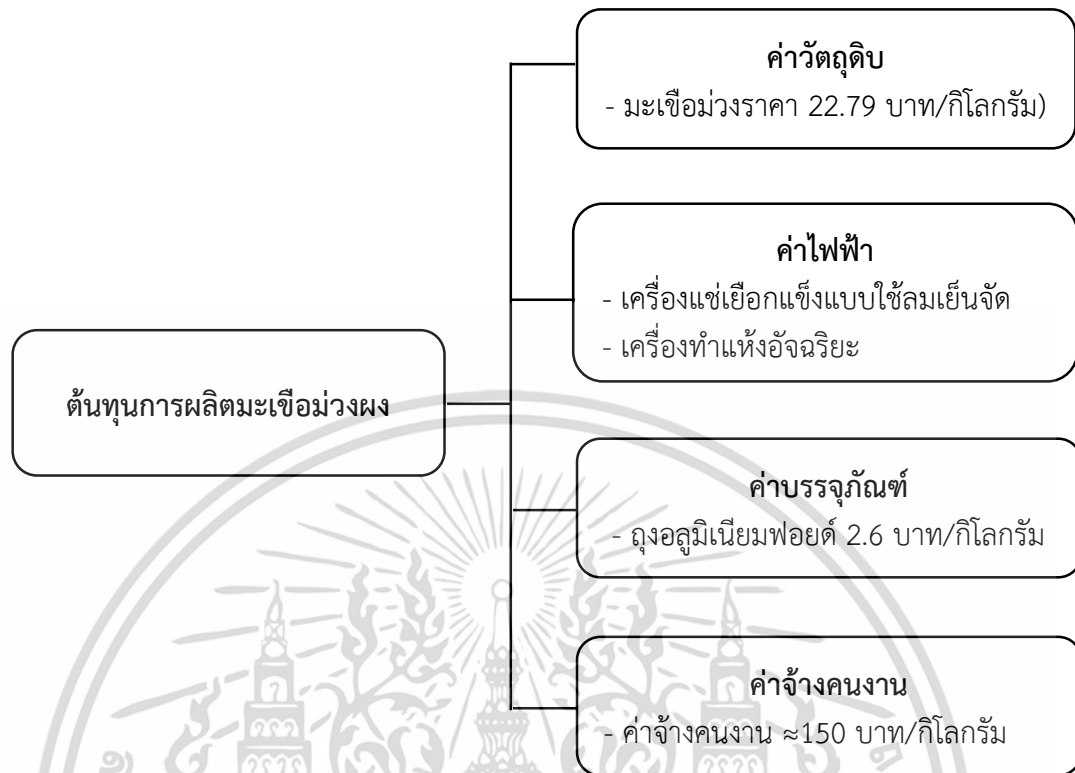 ต้นทุนการผลิตมะเขือม่วงผง
ค่าวัตถุดิบ
- มะเขือม่วงราคา 22.79 บาท/กิโลกรัม)
ค่าไฟฟ้า
- เครื่องแช่เยือกแข็งแบบใช้ลมเย็นจัด
- เครื่องทำแห้งอัจฉริยะ
ค่าบรรจุภัณฑ์
- ถุงอลูมิเนียมฟอยด์ 2.6 บาท/กิโลกรัม
ค่าจ้างคนงาน
- ค่าจ้างคนงาน ≈150 บาท/กิโลกรัม